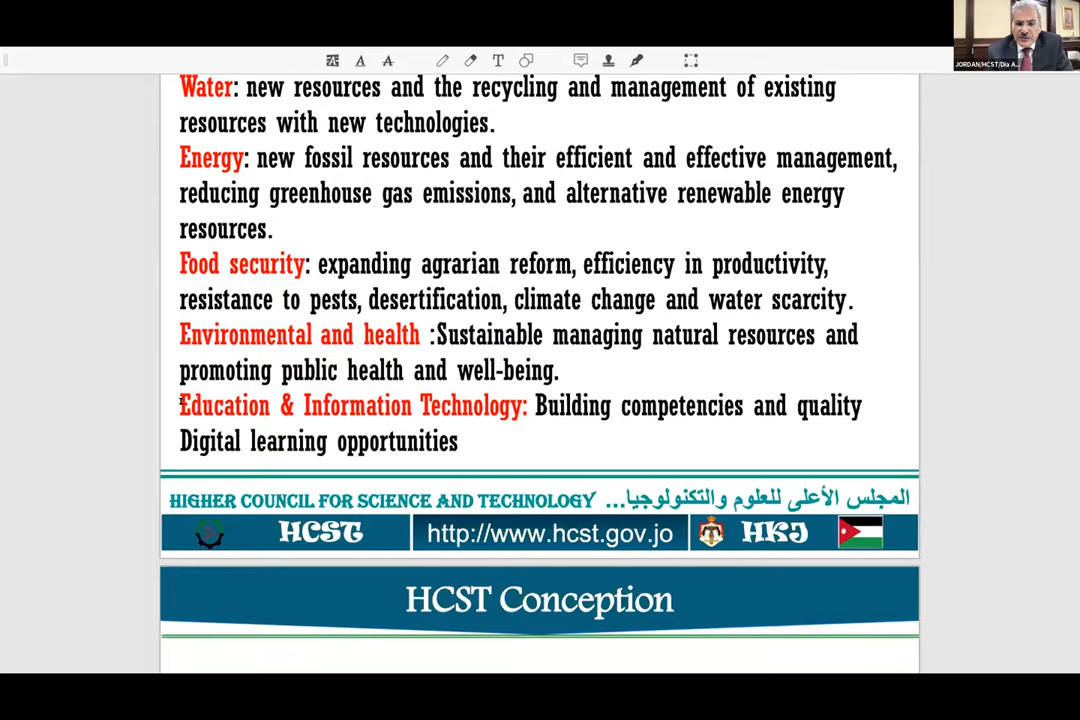 JORDAN/HCST/Dia A...
Water: new resources and the recycling and management of existing
resources with new technologies.
Energy: new fossil resources and their efficient and effective management,
reducing greenhouse gas emissions, and alternative renewable energy
resources.
Food security: expanding agrarian reform, efficiency in productivity,
resistance to pests, desertification, climate change and water scarcity.
Environmental and health :Sustainable managing natural resources and
promoting public health and well-being.
Education & Information Technology: Building competencies and quality
Digital learning opportunities
HIGHER COUNCIL FOR SCIENCE AND TECHNOLOGY ...المجلس الأعلى للعلوم والتكنولوجيا
HCST http://www.hcst.gov.jo HKJ
HCST Conception